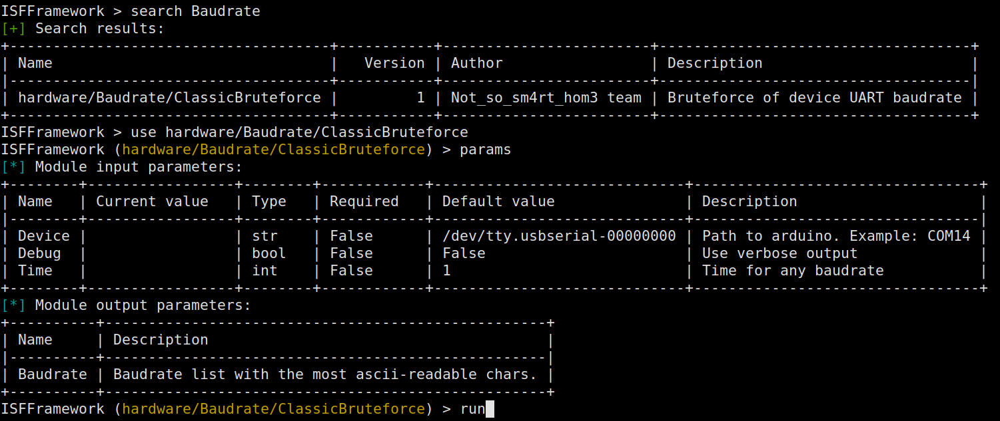 ISFFramework > search Baudrate
[+] Search results:
+-------------------------------------+-----------+------------------------+------------------------------------+
| Name                                |   Version | Author                 | Description                        |
|-------------------------------------+-----------+------------------------+------------------------------------|
| hardware/Baudrate/ClassicBruteforce |         1 | Not_so_sm4rt_hom3 team | Bruteforce of device UART baudrate |
+-------------------------------------+-----------+------------------------+------------------------------------+
ISFFramework > use hardware/Baudrate/ClassicBruteforce
ISFFramework (hardware/Baudrate/ClassicBruteforce) > params
[*] Module input parameters:
+--------+-----------------+--------+------------+-----------------------------+---------------------------------+
| Name   | Current value   | Type   | Required   | Default value               | Description                     |
|--------+-----------------+--------+------------+-----------------------------+---------------------------------|
| Device |                 | str    | False      | /dev/tty.usbserial-00000000 | Path to arduino. Example: COM14 |
| Debug  |                 | bool   | False      | False                       | Use verbose output              |
| Time   |                 | int    | False      | 1                           | Time for any baudrate           |
+--------+-----------------+--------+------------+-----------------------------+---------------------------------+
[*] Module output parameters:
+----------+---------------------------------------------------+
| Name     | Description                                       |
|----------+---------------------------------------------------|
| Baudrate | Baudrate list with the most ascii-readable chars. |
+----------+---------------------------------------------------+
ISFFramework (hardware/Baudrate/ClassicBruteforce) > run